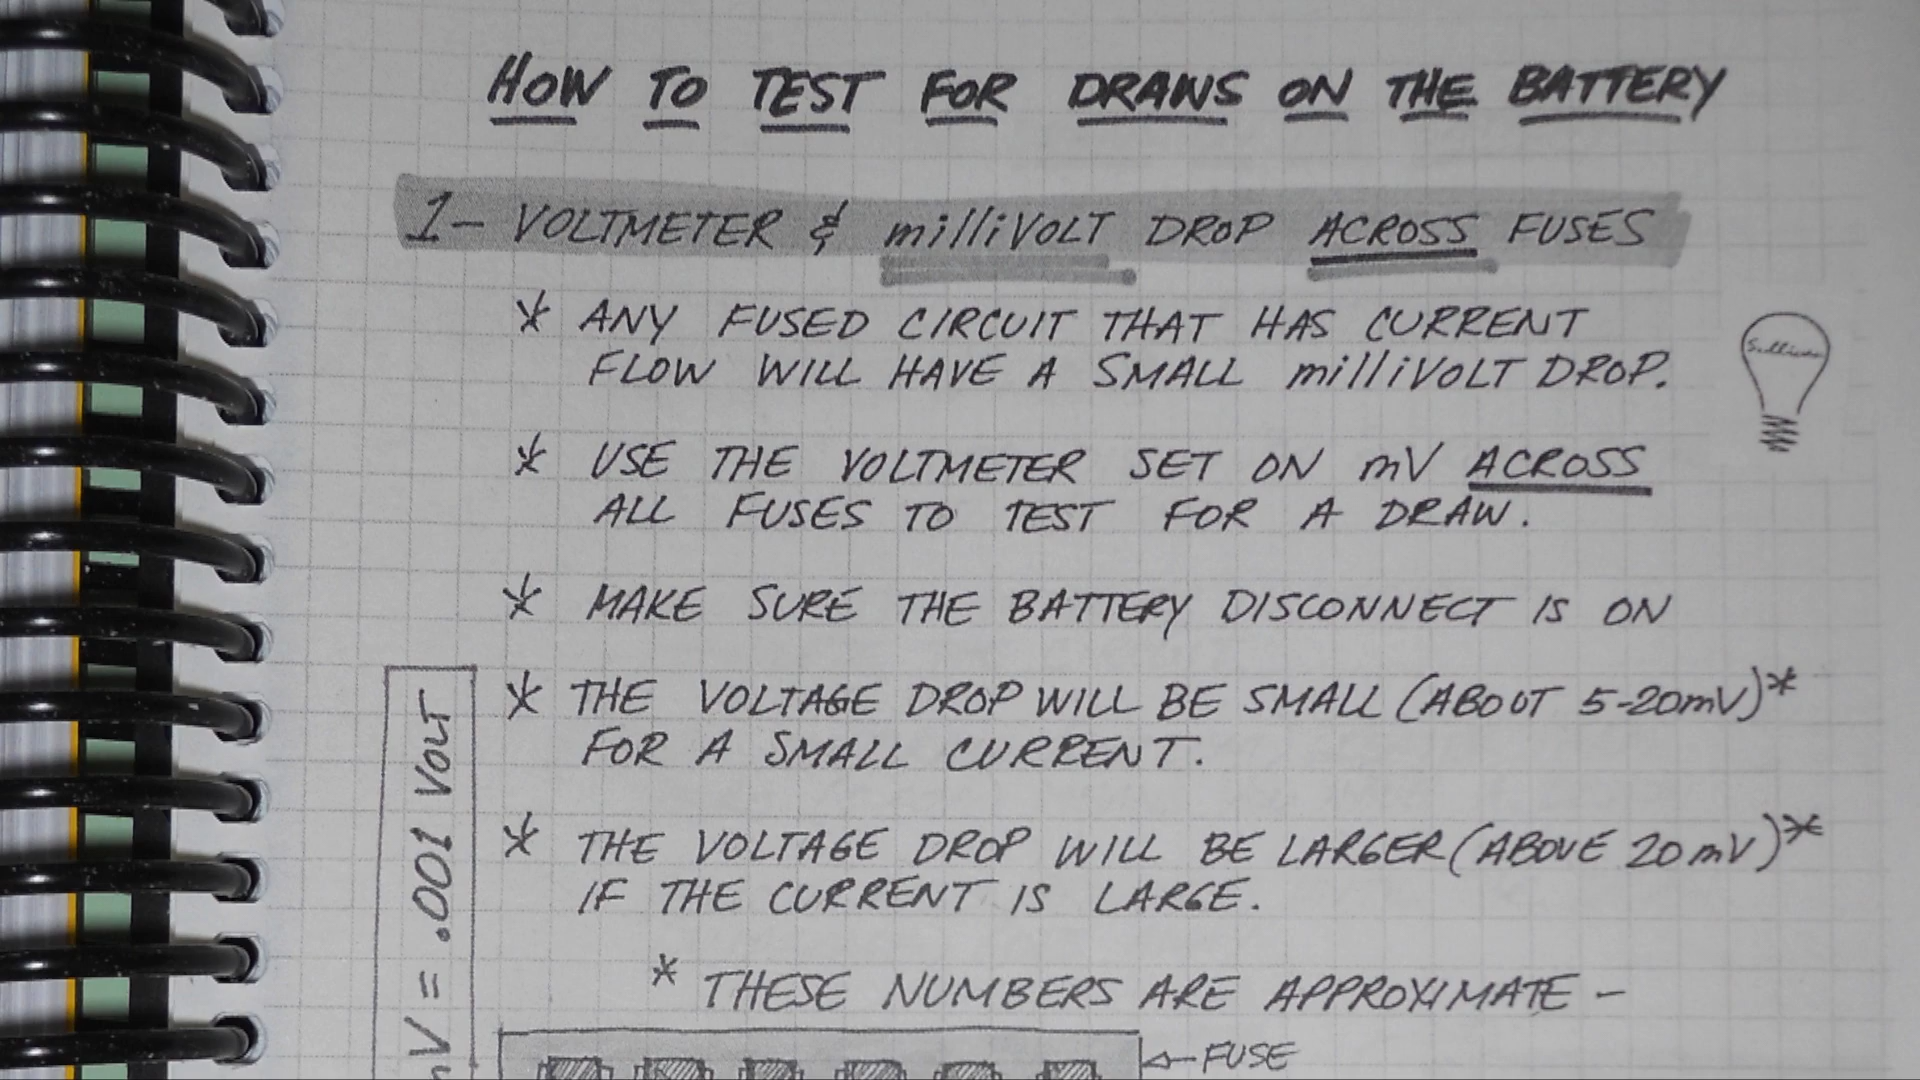 HOW TO TEST FOR DRAWS ON THE BATTERY
1- VOLTMETER & milliVOLT DROP ACROSS FUSES
* ANY FUSED CIRCUIT THAT HAS CURRENT
FLOW WILL HAVE A SMALL milliVOLT DROP.
Sullivan
* USE THE VOLTMETER SET ON mV ACROSS
ALL FUSES TO TEST FOR A DRAW.
* MAKE SURE THE BATTERY DISCONNECT IS ON
* THE VOLTAGE DROP WILL BE SMALL (ABOUT 5-20mV)*
FOR A SMALL CURRENT.
* THE VOLTAGE DROP WILL BE LARGER (ABOVE 20mV)*
IF THE CURRENT IS LARGE.
* THESE NUMBERS ARE APPROXIMATE -
mV = .001 VOLT
FUSE